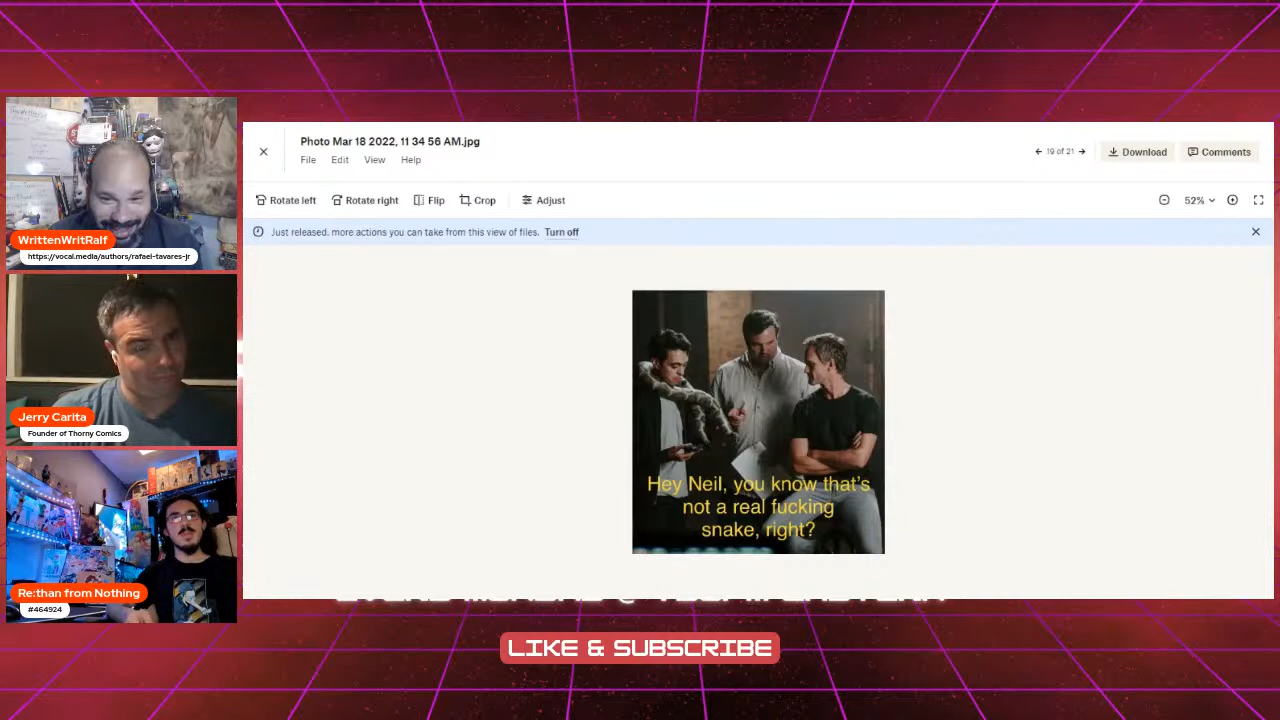 WrittenWritRalf
https://vocal.media/authors/rafael-tavares-jr
Jerry Carita
Founder of Thorny Comics
Re:than from Nothing
#464924
Photo Mar 18 2022, 11 34 56 AM.jpg
File Edit View Help
19 of 21
Download Comments
Rotate left Rotate right Flip Crop Adjust
52%
Just released. more actions you can take from this view of files. Turn off
Hey Neil, you know that's
not a real fucking
snake, right?
LIKE & SUBSCRIBE